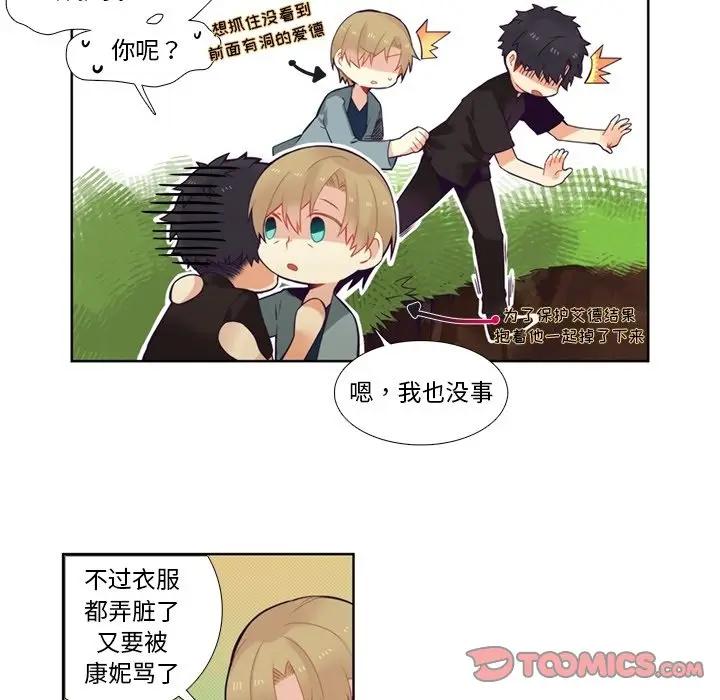 你呢？
想抓住没看到
前面有洞的爱德
为了保护艾德结果
抱着他一起掉了下来
嗯，我也没事
不过衣服
都弄脏了
又要被
康妮骂了
TOOMICS.COM